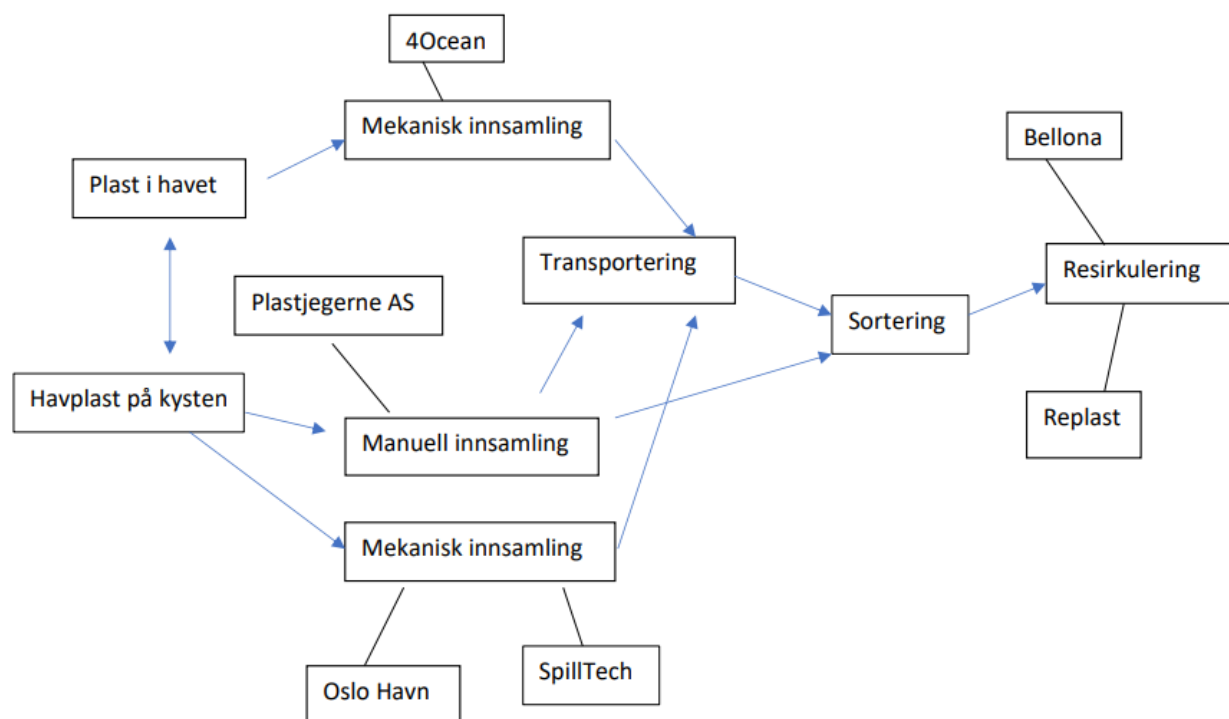 4Ocean
Mekanisk innsamling
Bellona
Plast i havet
Transportering
Resirkulering
Plastjegerne AS
Sortering
Havplast på kysten
Manuell innsamling
Replast
Mekanisk innsamling
Oslo Havn
SpillTech